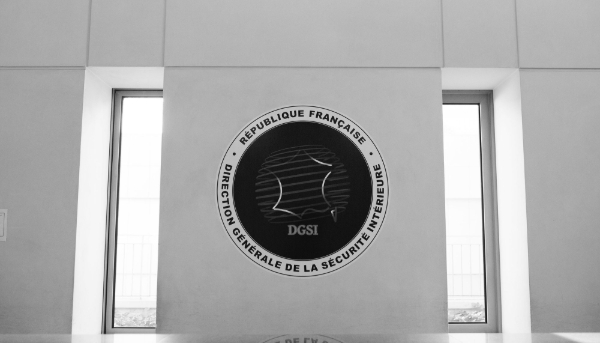 RÉPUBLIQUE FRANÇAISE
DIRECTION GÉNÉRALE DE LA SÉCURITÉ INTÉRIEURE
DGSI